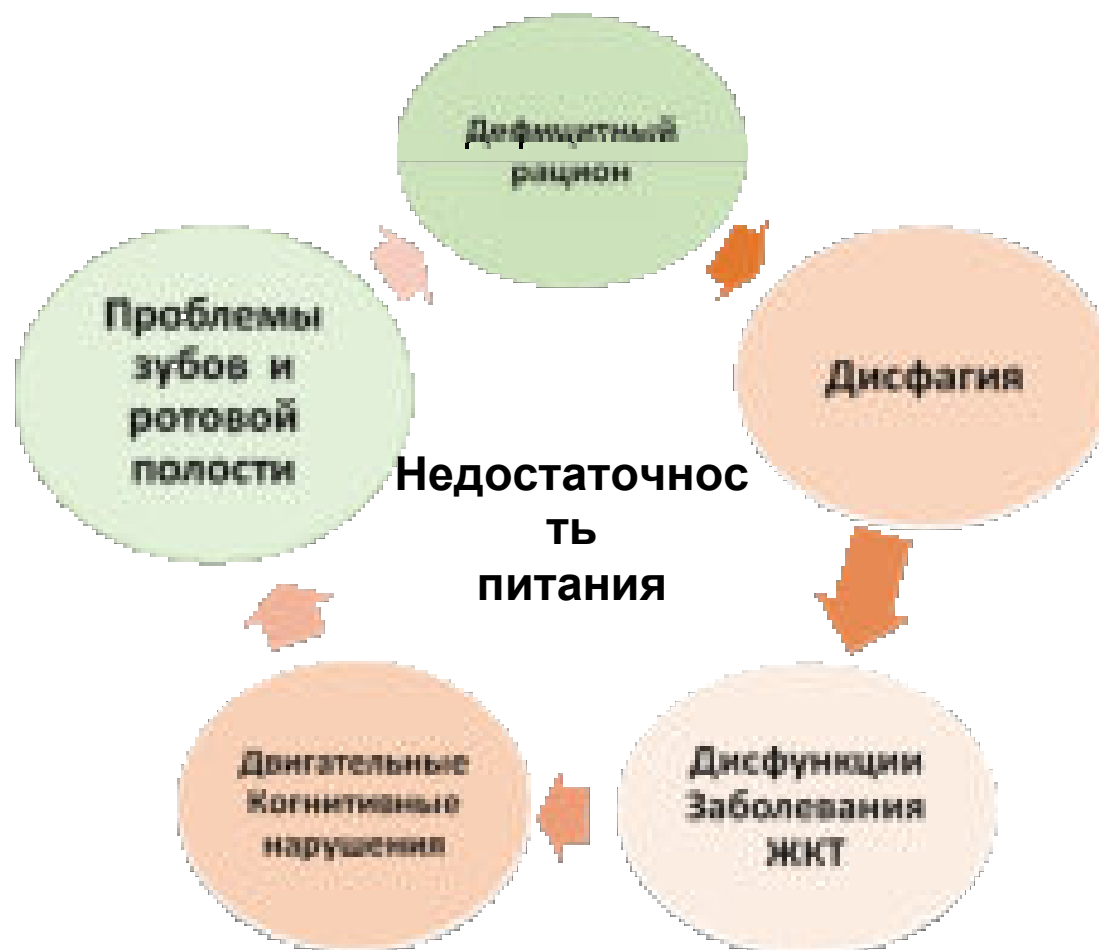 Дефицитный
рацион
Проблемы
зубов и
ротовой
полости
Дисфагия
Недостаточнос
ть
питания
Двигательные
Когнитивные
нарушения
Дисфункции
Заболевания
ЖКТ